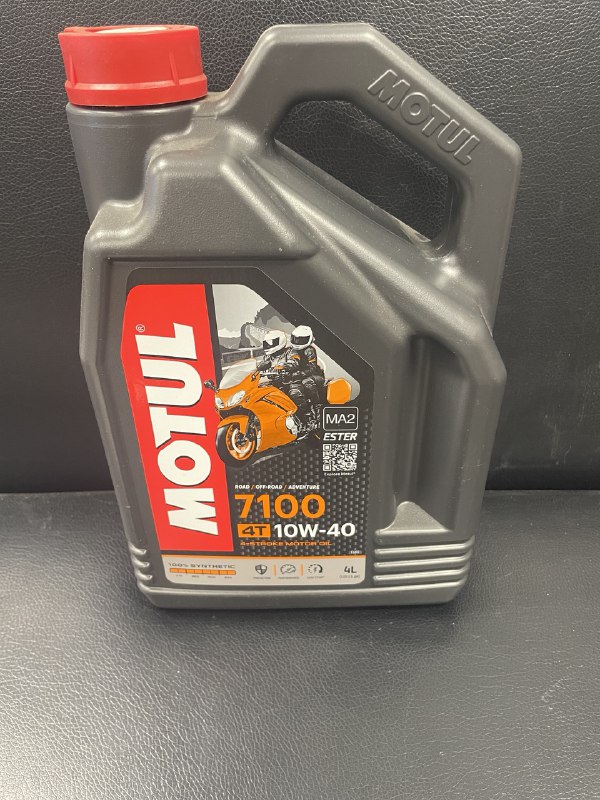 MOTUL
MOTUL®
MA2
ESTER
ROAD / OFF-ROAD / ADVENTURE
7100
4T 10W-40
4-STROKE MOTOR OIL
100% SYNTHETIC
4L